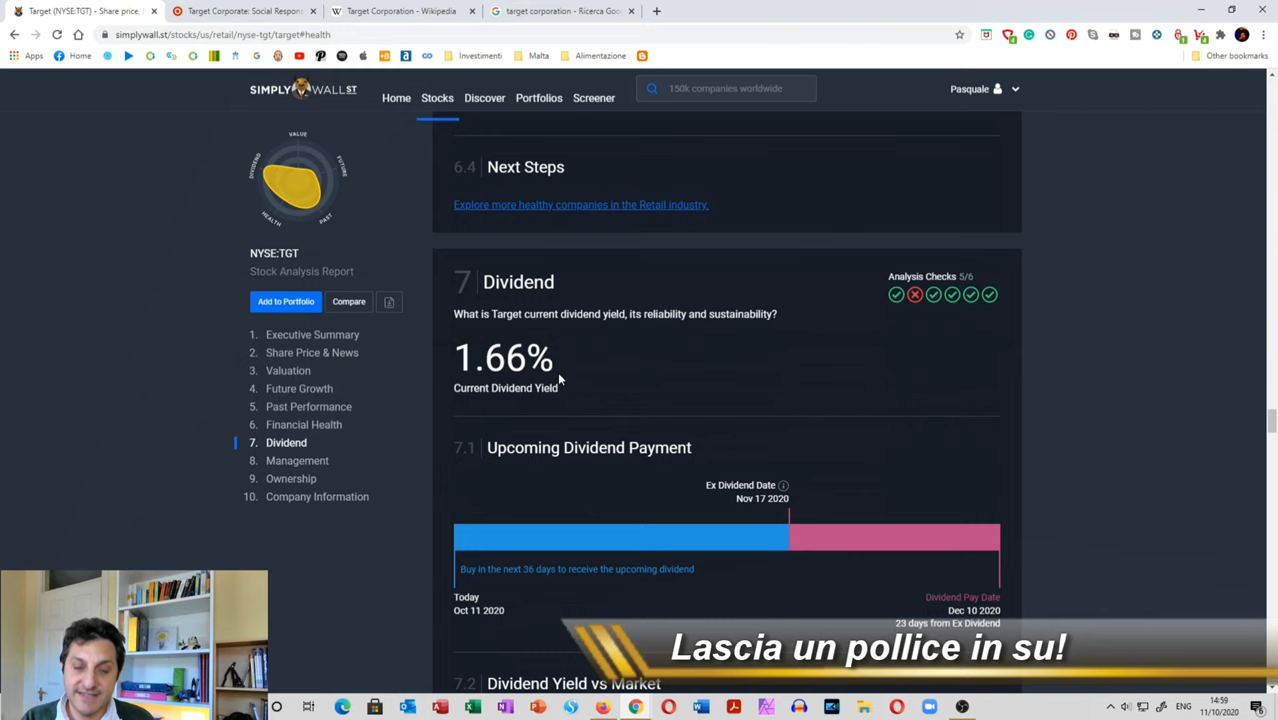 Target (NYSE:TGT) - Share price, N
Target Corporate: Social Respons
Target Corporation - Wikipedia
target corporation - Ricerca Goo
simplywall.st/stocks/us/retail/nyse-tgt/target#health
Apps
Home
Investimenti
Malta
Alimentazione
Other bookmarks
SIMPLY WALL ST
Home
Stocks
Discover
Portfolios
Screener
150k companies worldwide
Pasquale
VALUE
FUTURE
PAST
HEALTH
DIVIDEND
NYSE:TGT
Stock Analysis Report
Add to Portfolio
Compare
1. Executive Summary
2. Share Price & News
3. Valuation
4. Future Growth
5. Past Performance
6. Financial Health
7. Dividend
8. Management
9. Ownership
10. Company Information
6.4 Next Steps
Explore more healthy companies in the Retail industry.
7 Dividend
Analysis Checks 5/6
What is Target current dividend yield, its reliability and sustainability?
1.66%
Current Dividend Yield
7.1 Upcoming Dividend Payment
Ex Dividend Date
Nov 17 2020
Buy in the next 36 days to receive the upcoming dividend
Today
Oct 11 2020
Dividend Pay Date
Dec 10 2020
23 days from Ex Dividend
Lascia un pollice in su!
7.2 Dividend Yield vs Market
ENG
14:59
11/10/2020